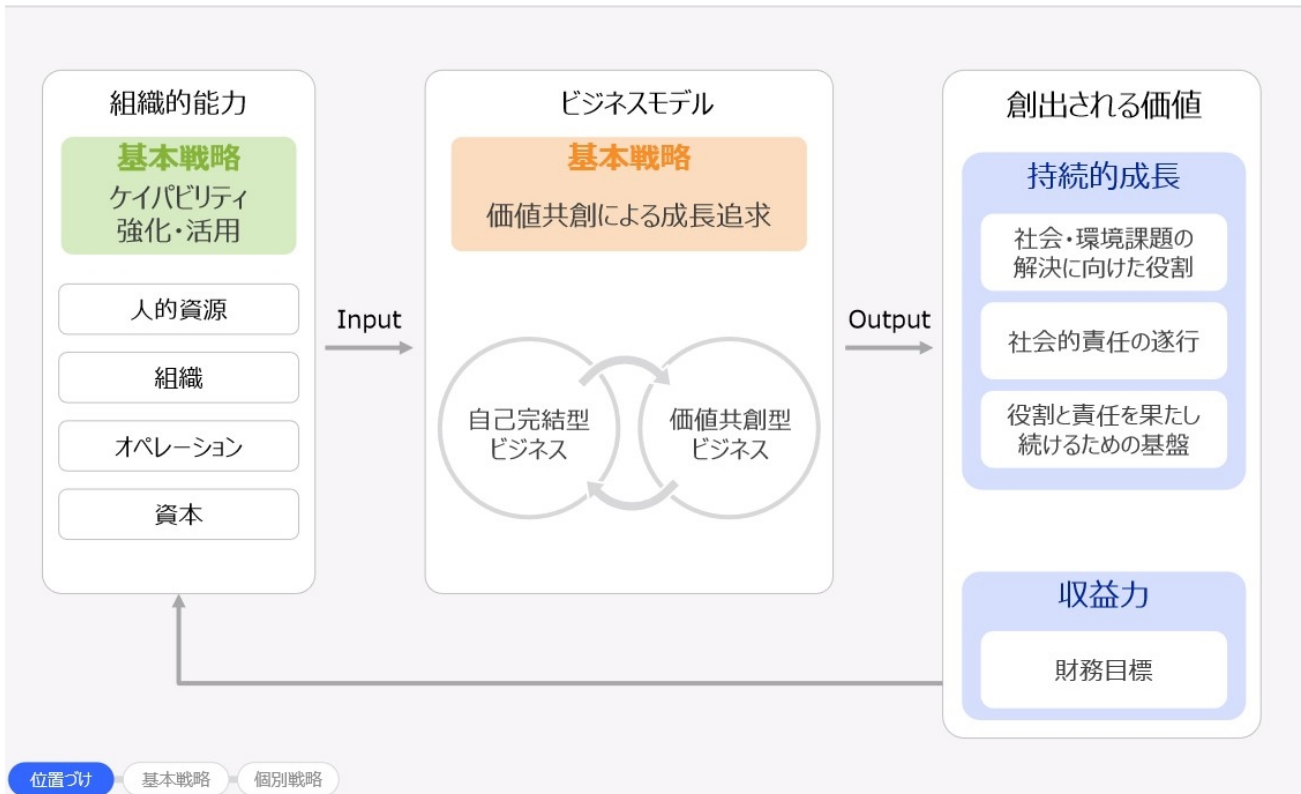 組織的能力
基本戦略
ケイパビリティ
強化・活用
人的資源
組織
オペレーション
資本
Input
ビジネスモデル
基本戦略
価値共創による成長追求
自己完結型
ビジネス
価値共創型
ビジネス
Output
創出される価値
持続的成長
社会・環境課題の
解決に向けた役割
社会的責任の遂行
役割と責任を果たし
続けるための基盤
収益力
財務目標
位置づけ
基本戦略
個別戦略